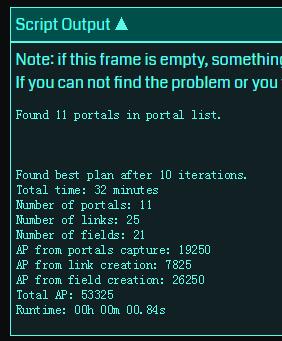 Script Output ▲
Note: if this frame is empty, something
If you can not find the problem or you
Found 11 portals in portal list.
Found best plan after 10 iterations.
Total time: 32 minutes
Number of portals: 11
Number of links: 25
Number of fields: 21
AP from portals capture: 19250
AP from link creation: 7825
AP from field creation: 26250
Total AP: 53325
Runtime: 00h 00m 00.84s